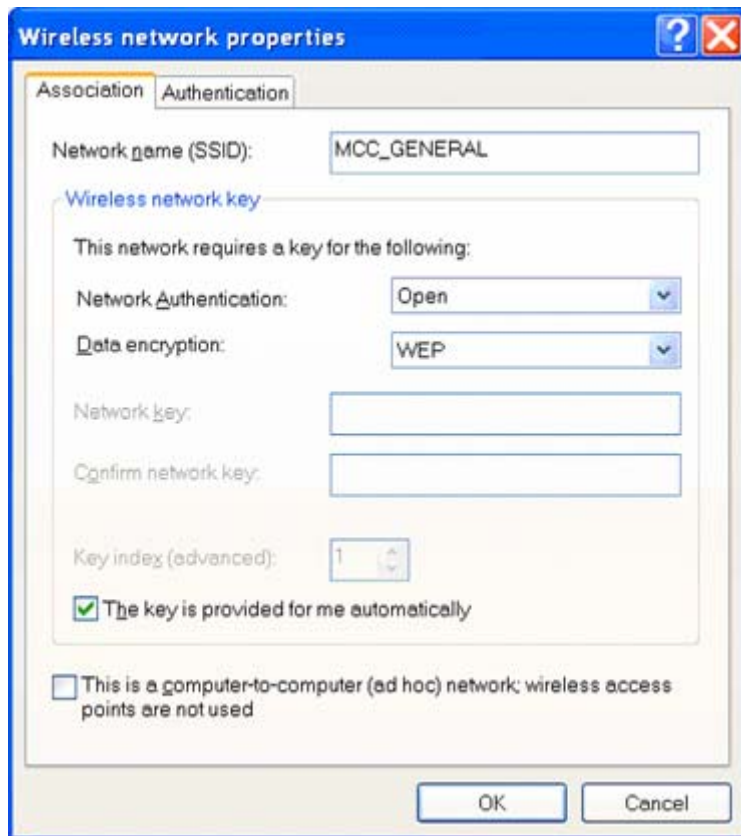 Wireless network properties
Association Authentication
Network name (SSID): MCC_GENERAL
Wireless network key
This network requires a key for the following:
Network Authentication: Open
Data encryption: WEP
Network key:
Confirm network key:
Key index (advanced): 1
The key is provided for me automatically
This is a computer-to-computer (ad hoc) network; wireless access
points are not used
OK Cancel